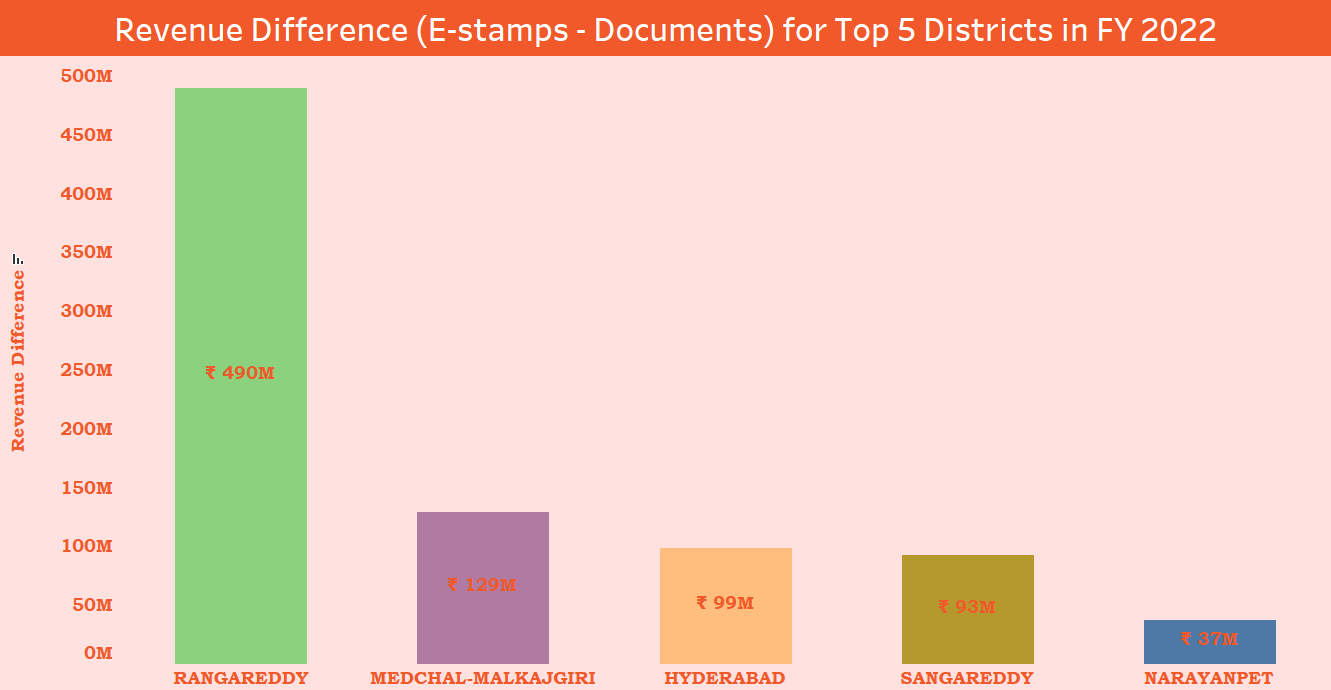 Revenue Difference (E-stamps - Documents) for Top 5 Districts in FY 2022
500M
450M
400M
350M
300M
250M
200M
150M
100M
50M
0M
Revenue Difference
₹ 490M
₹ 129M
₹ 99M
₹ 93M
₹ 37M
RANGAREDDY
MEDCHAL-MALKAJGIRI
HYDERABAD
SANGAREDDY
NARAYANPET